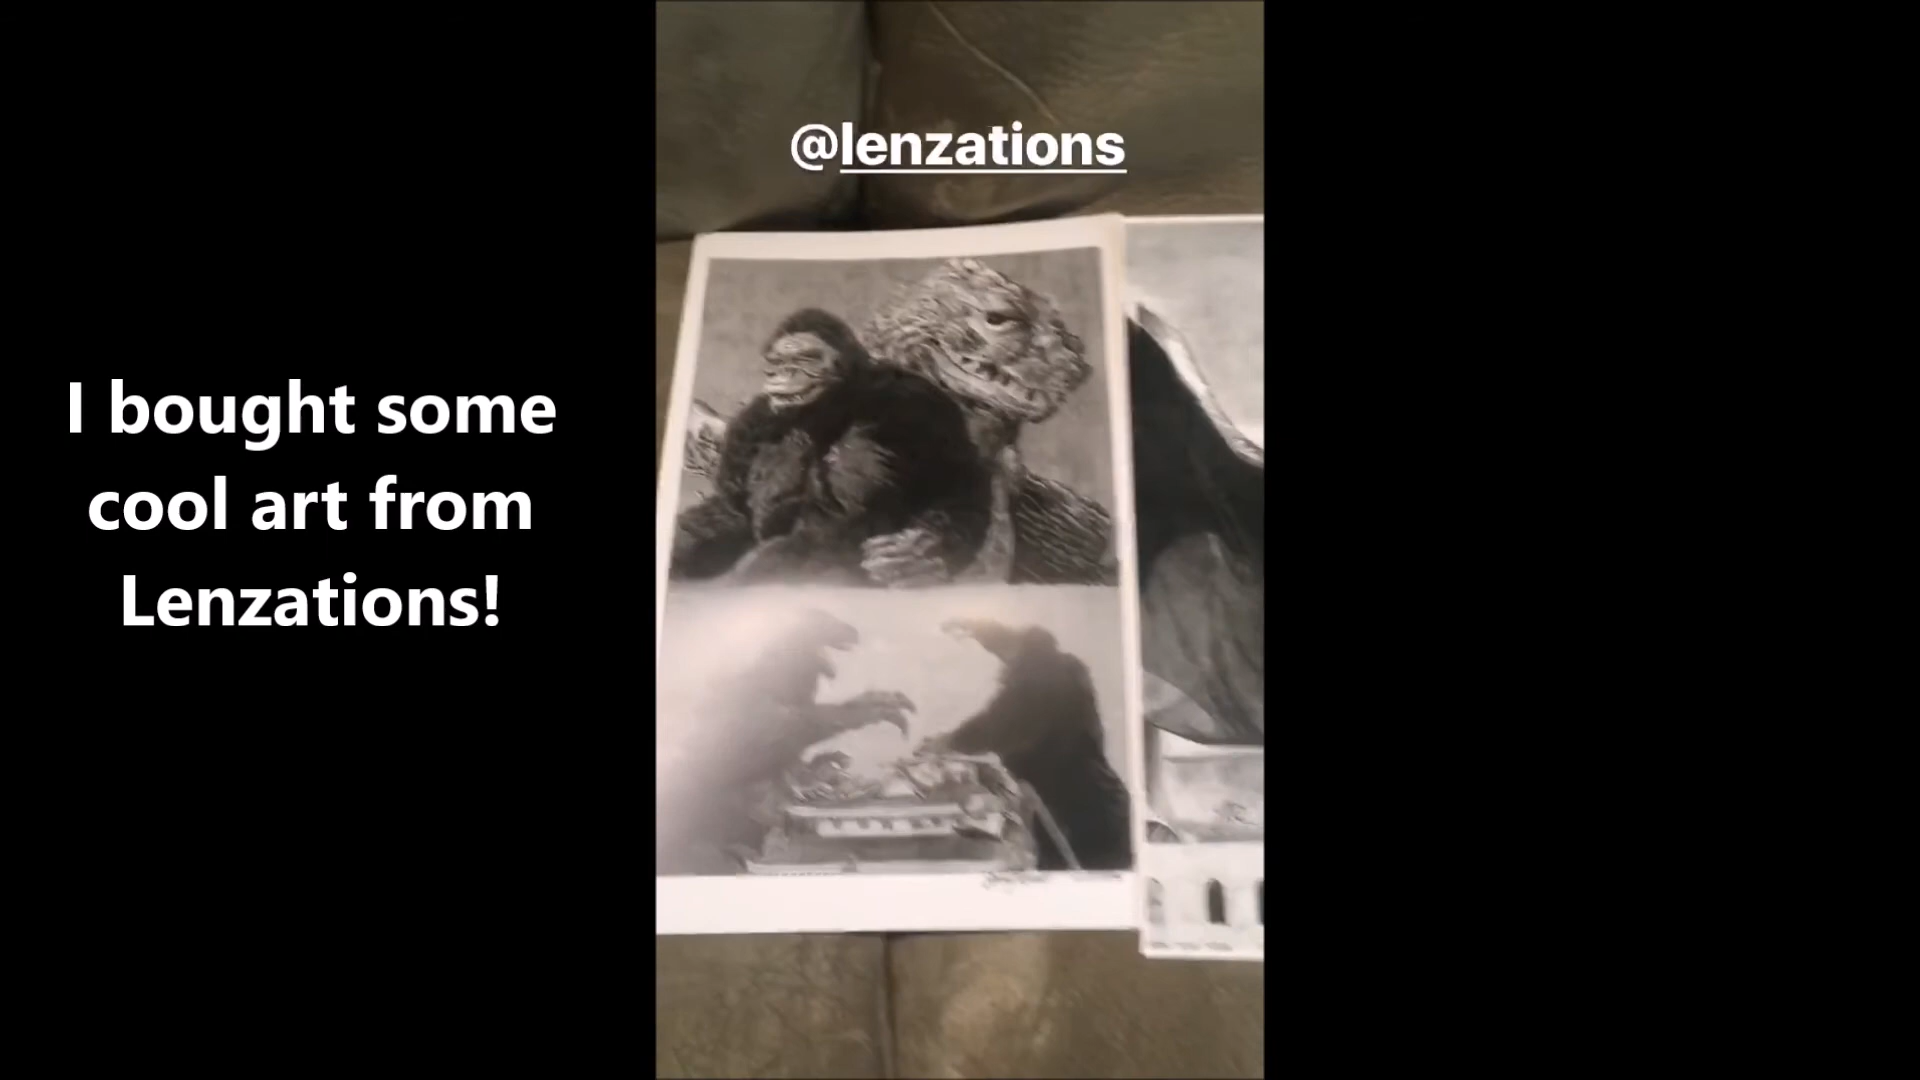 @lenzations
I bought some
cool art from
Lenzations!